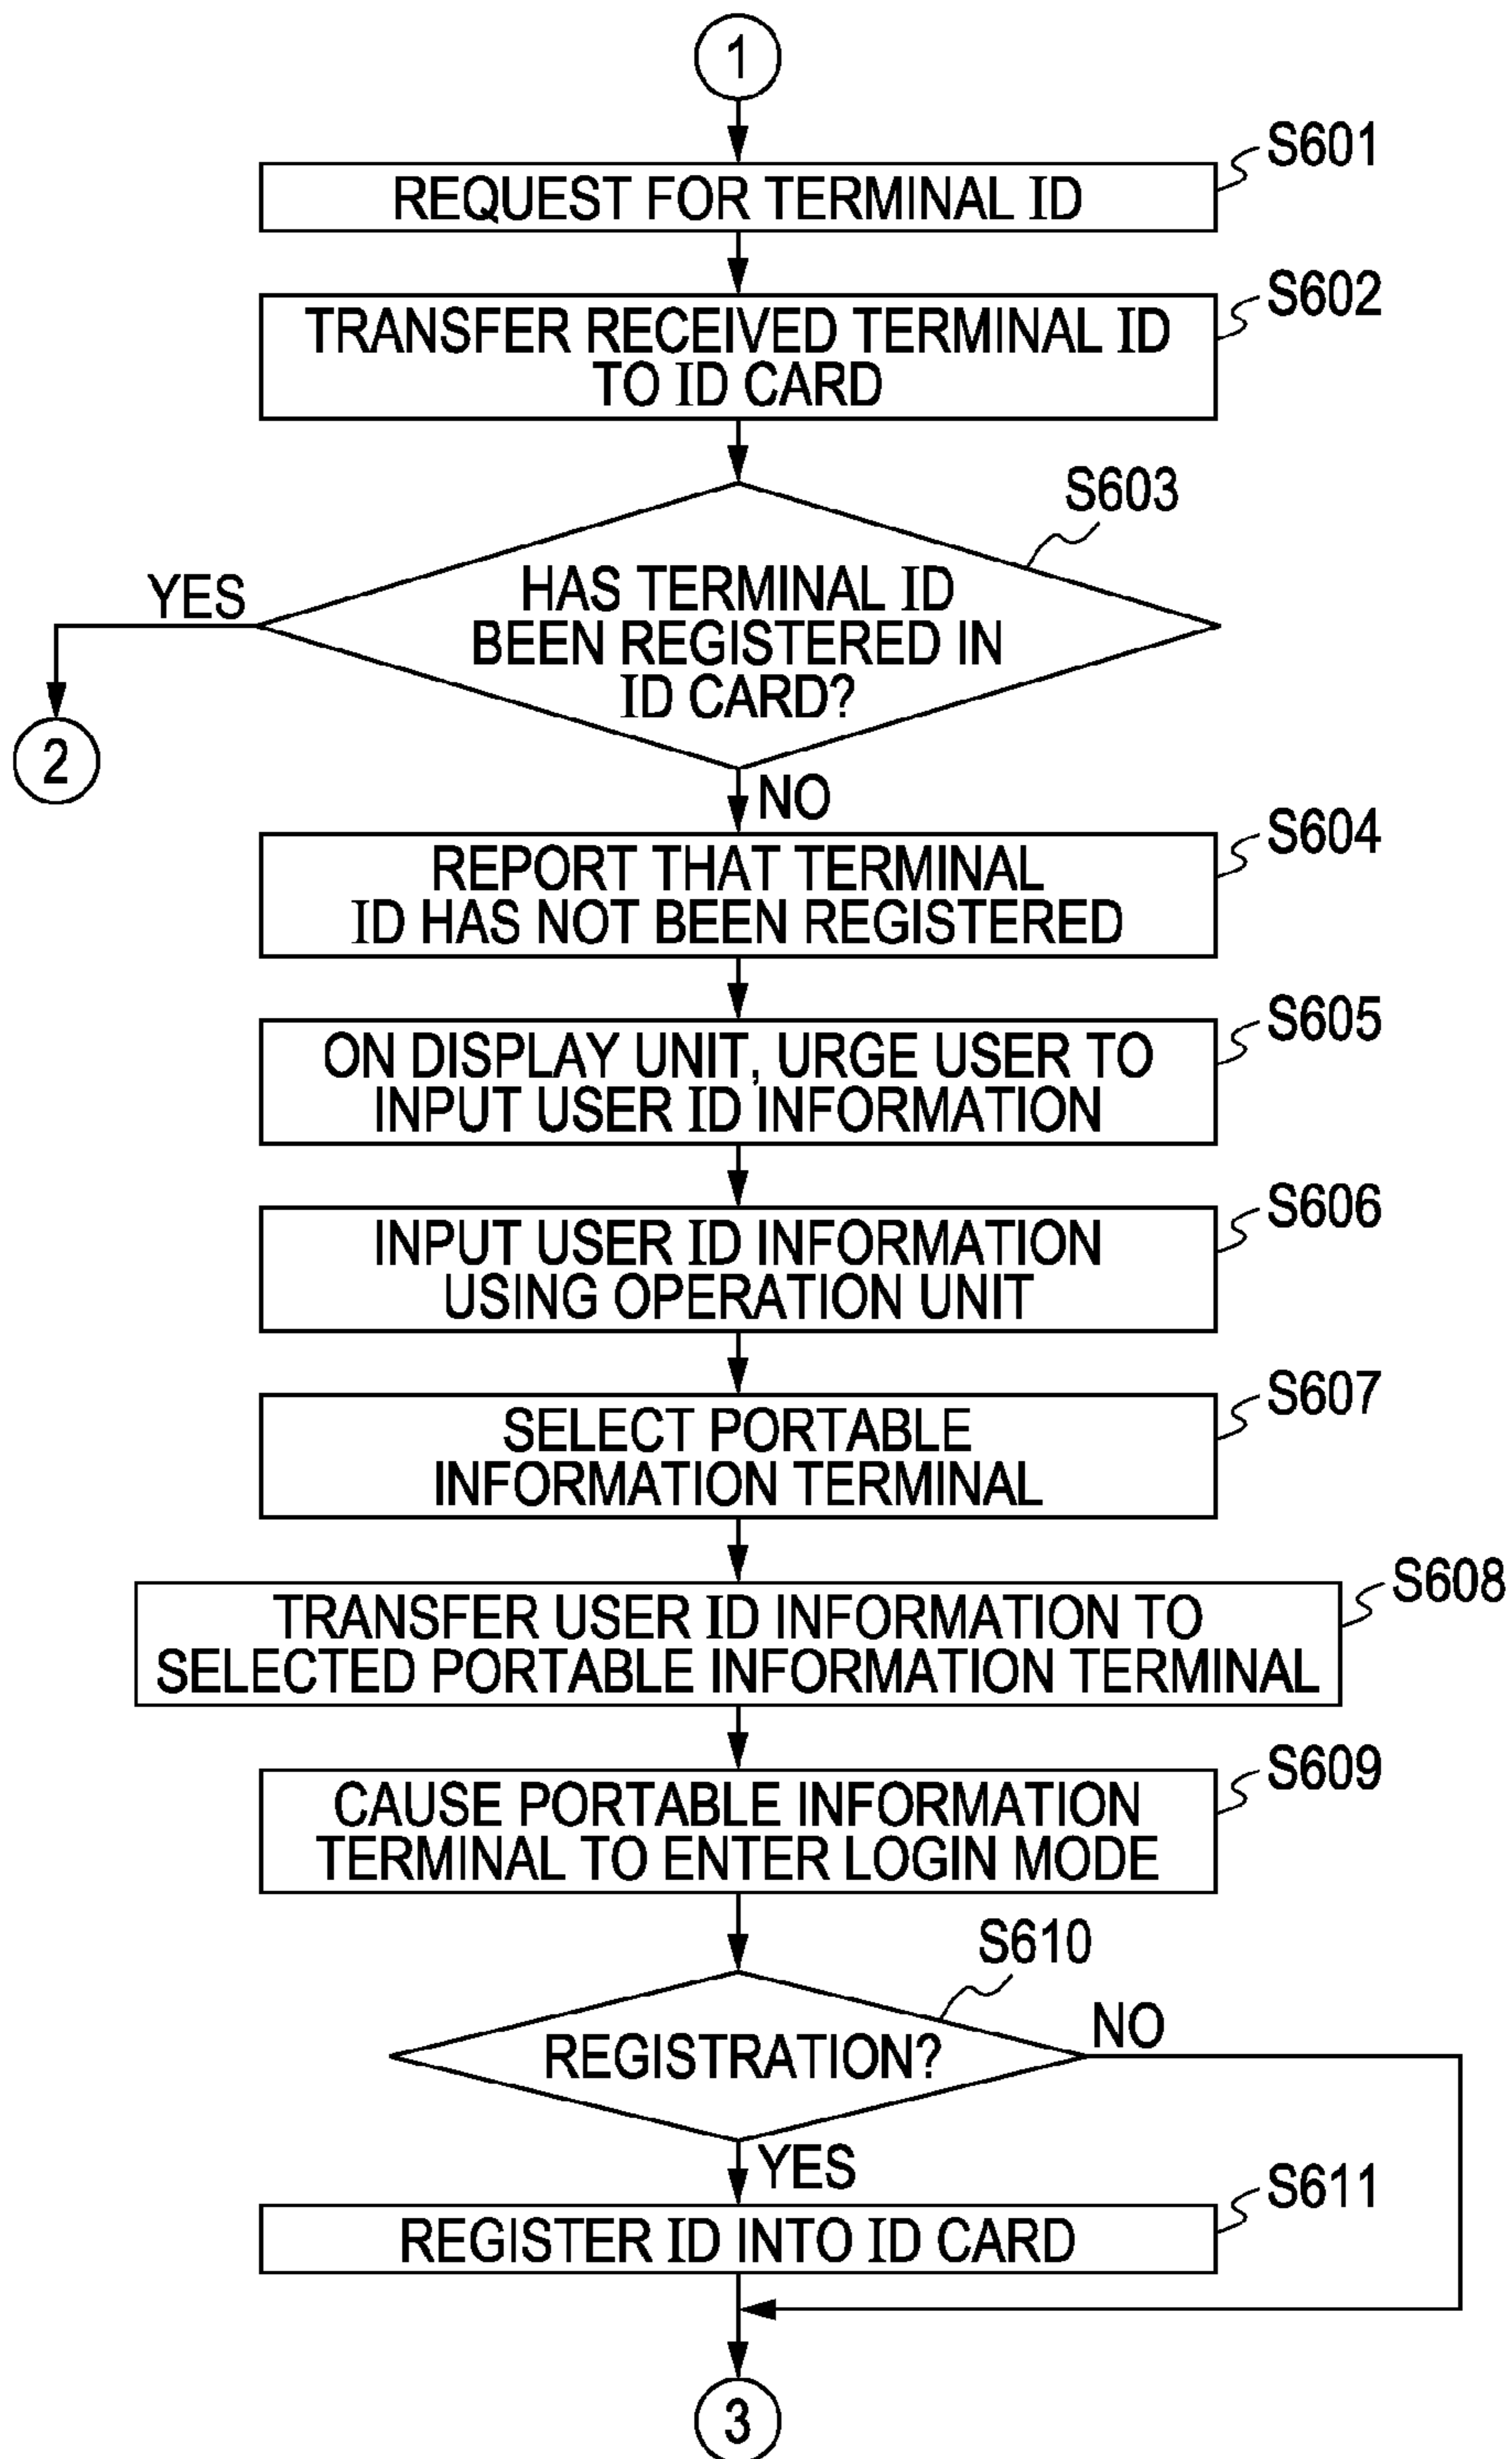 1
S601
REQUEST FOR TERMINAL ID
S602
TRANSFER RECEIVED TERMINAL ID
TO ID CARD
S603
HAS TERMINAL ID
BEEN REGISTERED IN
ID CARD?
YES
2
NO
S604
REPORT THAT TERMINAL
ID HAS NOT BEEN REGISTERED
S605
ON DISPLAY UNIT, URGE USER TO
INPUT USER ID INFORMATION
S606
INPUT USER ID INFORMATION
USING OPERATION UNIT
S607
SELECT PORTABLE
INFORMATION TERMINAL
S608
TRANSFER USER ID INFORMATION TO
SELECTED PORTABLE INFORMATION TERMINAL
S609
CAUSE PORTABLE INFORMATION
TERMINAL TO ENTER LOGIN MODE
S610
REGISTRATION?
NO
YES
S611
REGISTER ID INTO ID CARD
3